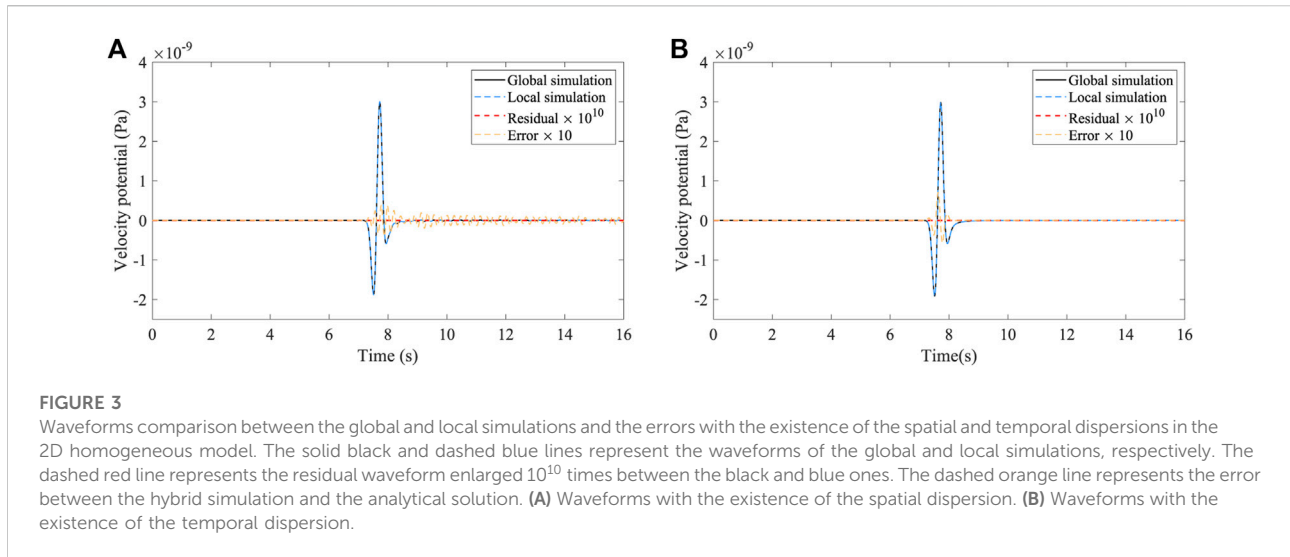 A
×10⁻⁹
4
3
2
1
0
-1
-2
Velocity potential (Pa)
0 2 4 6 8 10 12 14 16
Time (s)
Global simulation
Local simulation
Residual × 10¹⁰
Error × 10
B
×10⁻⁹
4
3
2
1
0
-1
-2
Velocity potential (Pa)
0 2 4 6 8 10 12 14 16
Time(s)
Global simulation
Local simulation
Residual × 10¹⁰
Error × 10
FIGURE 3
Waveforms comparison between the global and local simulations and the errors with the existence of the spatial and temporal dispersions in the
2D homogeneous model. The solid black and dashed blue lines represent the waveforms of the global and local simulations, respectively. The
dashed red line represents the residual waveform enlarged 10¹⁰ times between the black and blue ones. The dashed orange line represents the error
between the hybrid simulation and the analytical solution. (A) Waveforms with the existence of the spatial dispersion. (B) Waveforms with the
existence of the temporal dispersion.